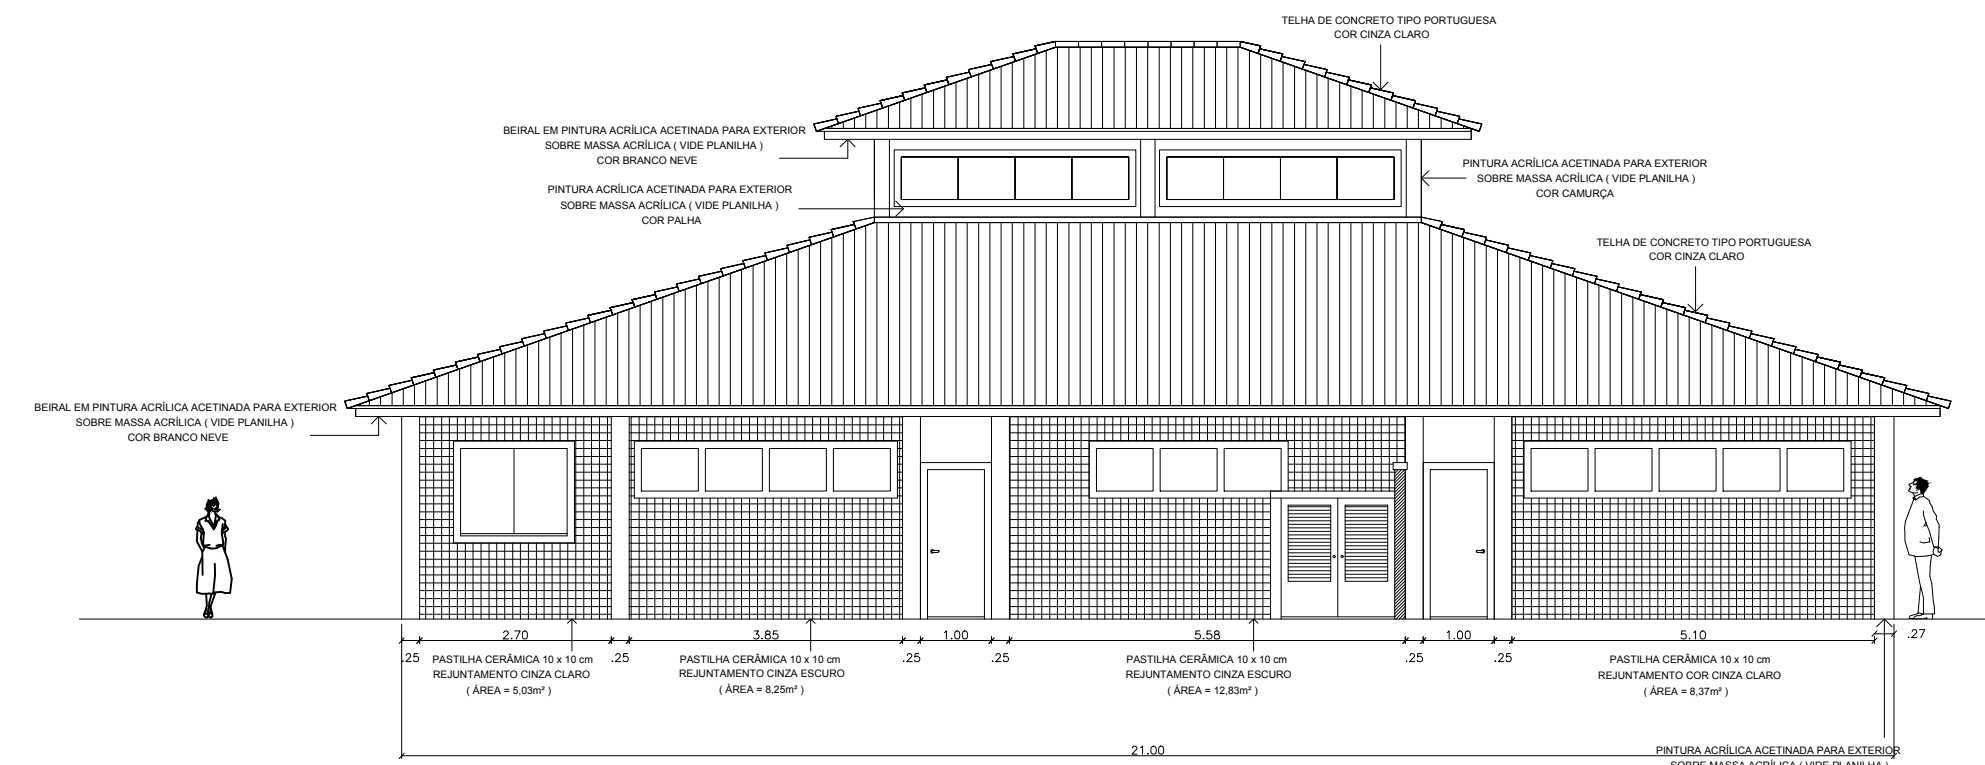 TELHA DE CONCRETO TIPO PORTUGUESA
COR CINZA CLARO
BEIRAL EM PINTURA ACRÍLICA ACETINADA PARA EXTERIOR
SOBRE MASSA ACRÍLICA ( VIDE PLANILHA )
COR BRANCO NEVE
PINTURA ACRÍLICA ACETINADA PARA EXTERIOR
SOBRE MASSA ACRÍLICA ( VIDE PLANILHA )
COR CAMURÇA
PINTURA ACRÍLICA ACETINADA PARA EXTERIOR
SOBRE MASSA ACRÍLICA ( VIDE PLANILHA )
COR PALHA
TELHA DE CONCRETO TIPO PORTUGUESA
COR CINZA CLARO
BEIRAL EM PINTURA ACRÍLICA ACETINADA PARA EXTERIOR
SOBRE MASSA ACRÍLICA ( VIDE PLANILHA )
COR BRANCO NEVE
2.70 3.85 1.00 5.58 1.00 5.10 .27
.25 .25 .25 .25 .25 .25
PASTILHA CERÂMICA 10 x 10 cm
REJUNTAMENTO CINZA CLARO
( ÁREA = 5,03m² )
PASTILHA CERÂMICA 10 x 10 cm
REJUNTAMENTO CINZA ESCURO
( ÁREA = 8,25m² )
PASTILHA CERÂMICA 10 x 10 cm
REJUNTAMENTO CINZA ESCURO
( ÁREA = 12,83m² )
PASTILHA CERÂMICA 10 x 10 cm
REJUNTAMENTO COR CINZA CLARO
( ÁREA = 8,37m² )
21.00
PINTURA ACRÍLICA ACETINADA PARA EXTERIOR
SOBRE MASSA ACRÍLICA ( VIDE PLANILHA )